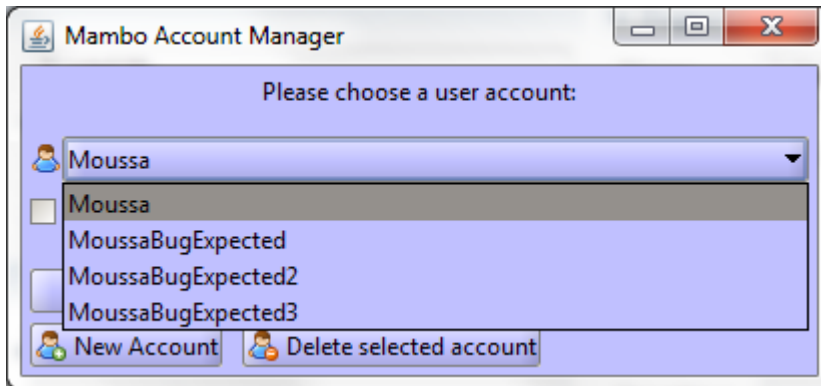 Mambo Account Manager
Please choose a user account:
Moussa
Moussa
MoussaBugExpected
MoussaBugExpected2
MoussaBugExpected3
New Account Delete selected account